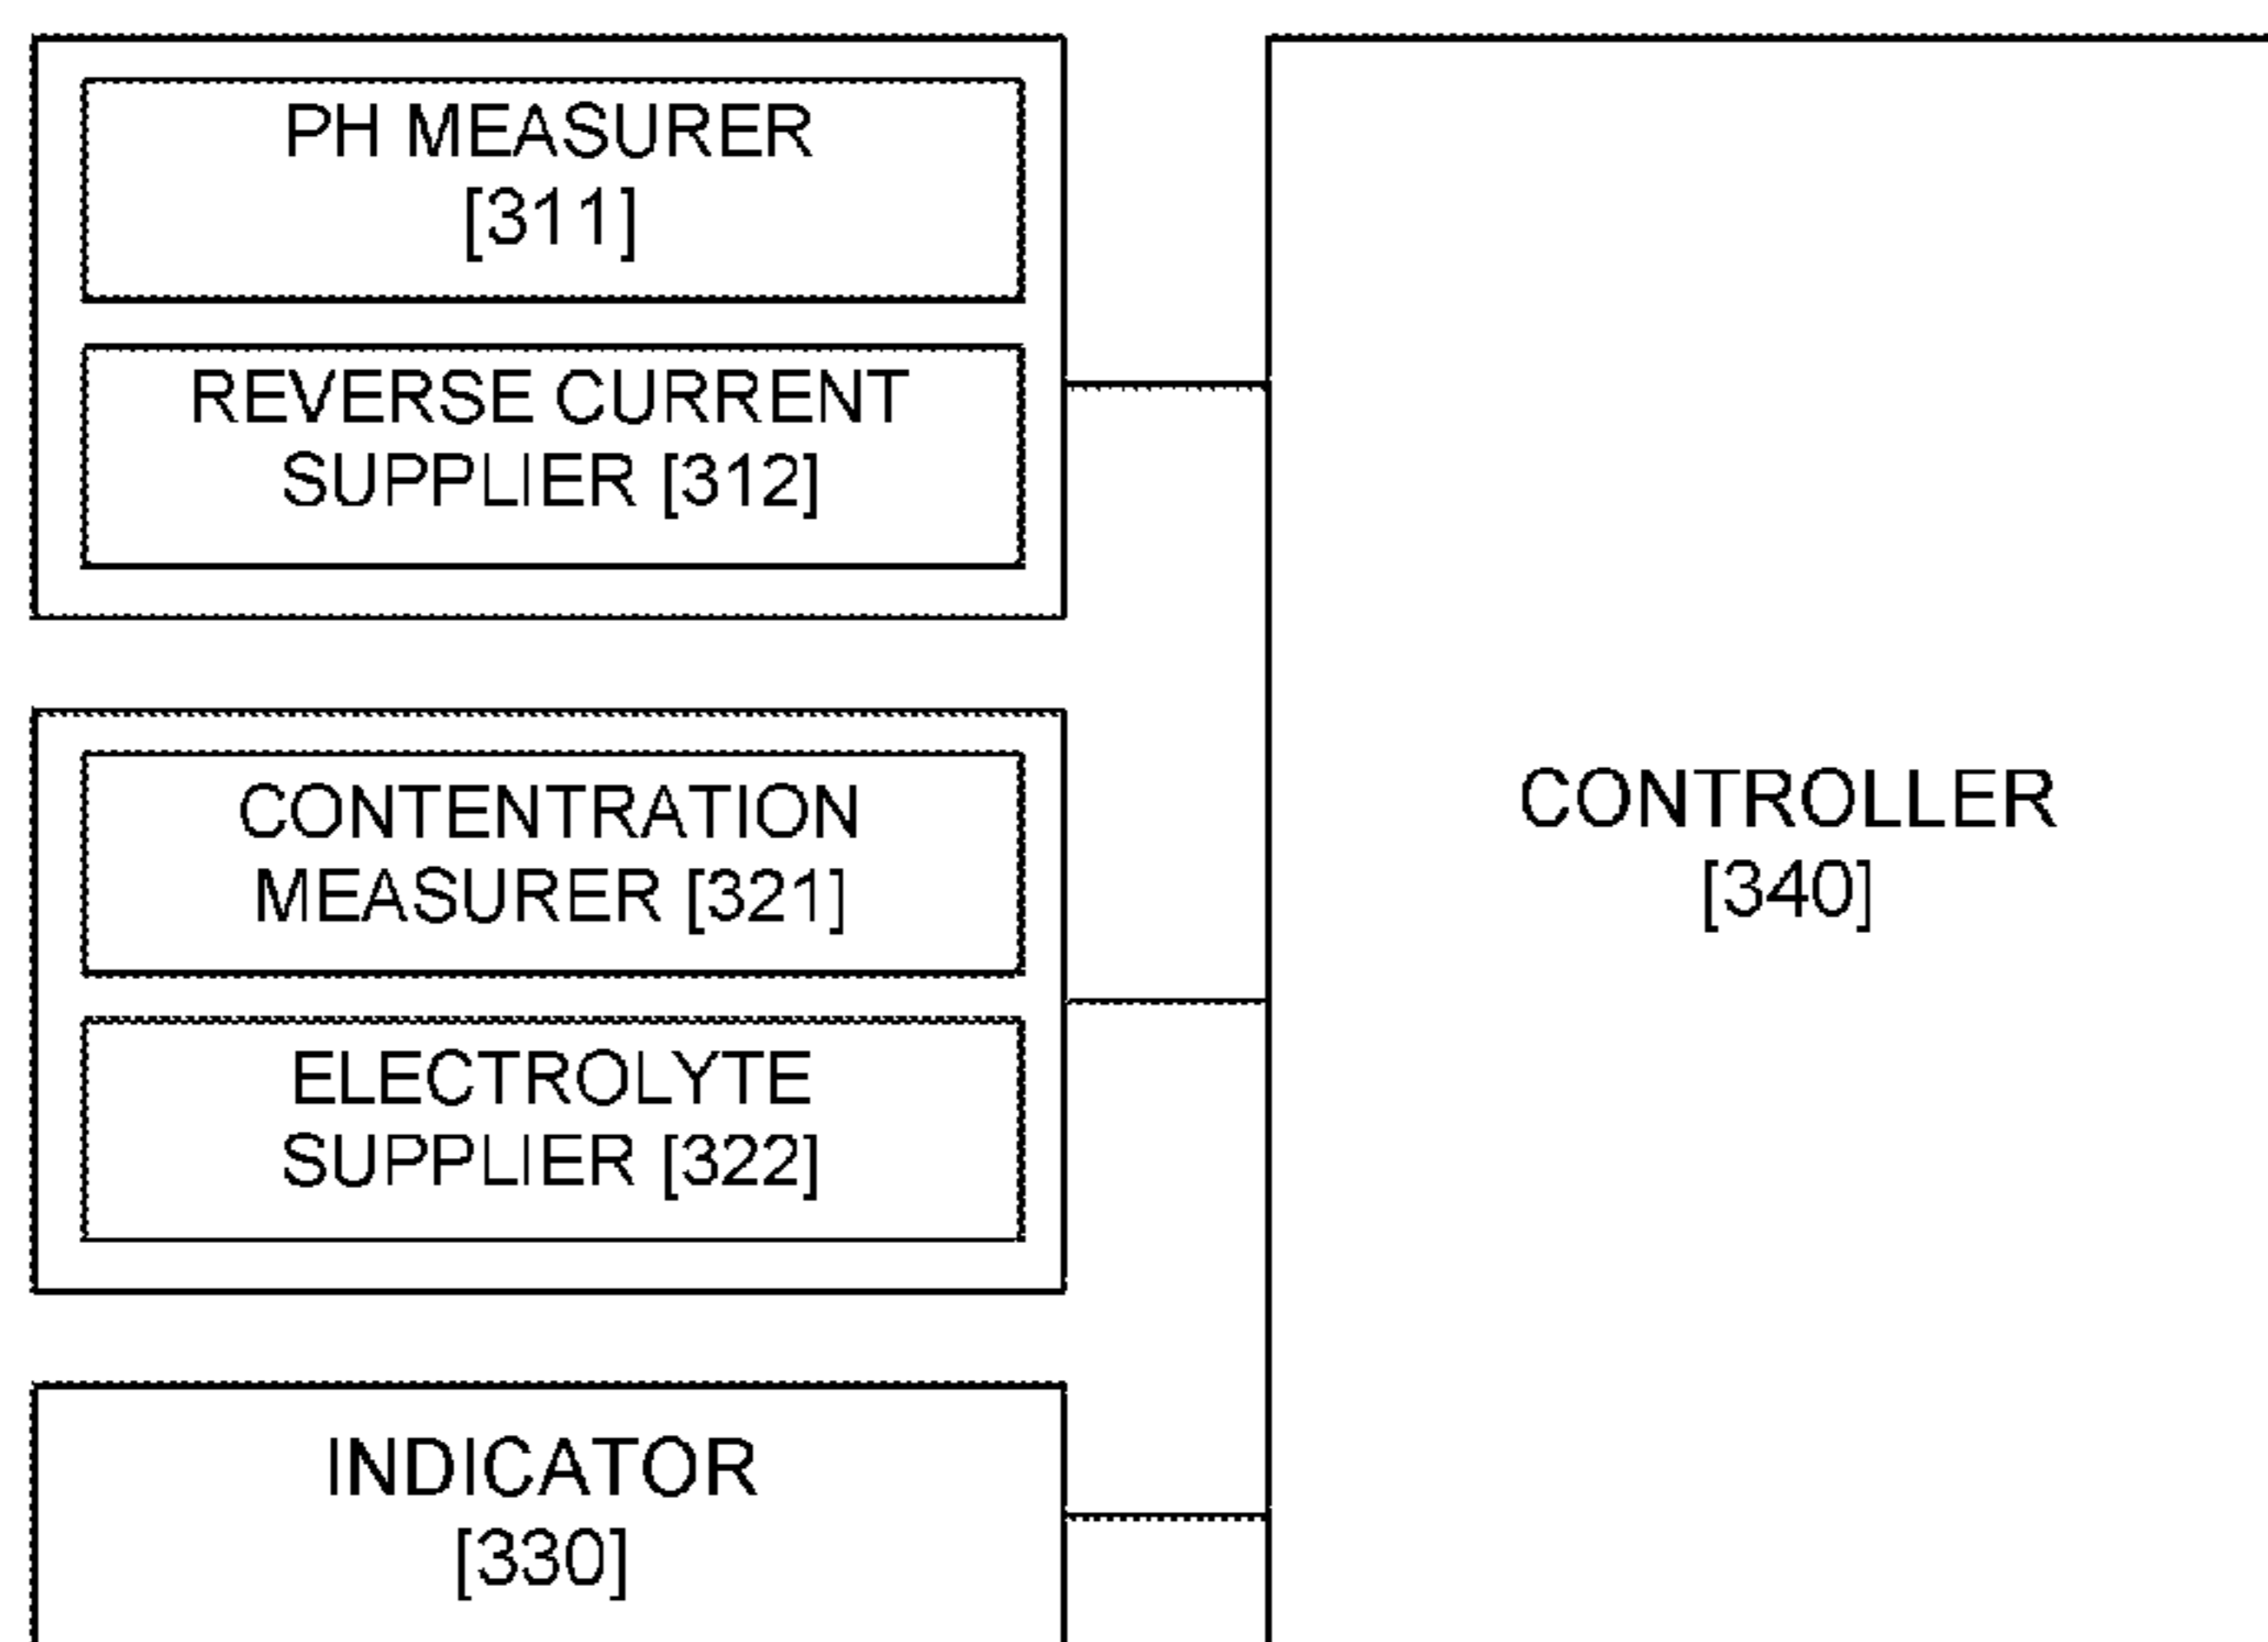 PH MEASURER
[311]
REVERSE CURRENT
SUPPLIER [312]
CONTENTRATION
MEASURER [321]
ELECTROLYTE
SUPPLIER [322]
INDICATOR
[330]
CONTROLLER
[340]